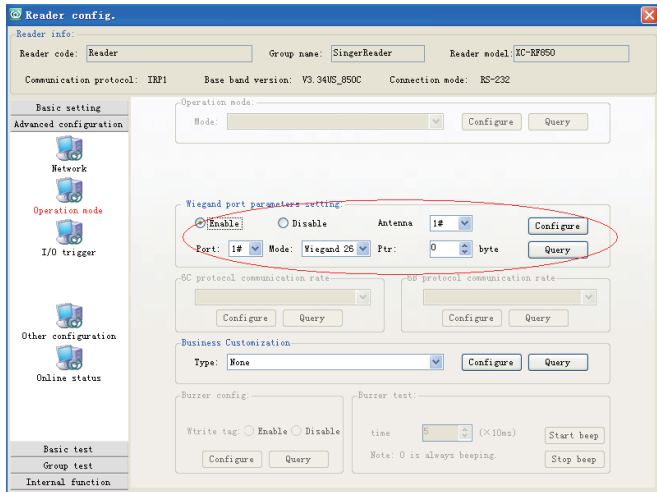 Reader config.
Reader info:
Reader code: Reader Group name: SingerReader Reader model: XC-RF850
Communication protocol: IRP1 Base band version: V3.34US_850C Connection mode: RS-232
Basic setting
Advanced configuration
Network
Operation mode
I/O trigger
Other configuration
Online status
Basic test
Group test
Internal function
Operation mode:
Mode: Configure Query
Wiegand port parameters setting:
Enable Disable Antenna 1# Configure
Port: 1# Mode: Wiegand 26 Ptr: 0 byte Query
6C protocol communication rate
Configure Query
6B protocol communication rate
Configure Query
Business Customization
Type: None Configure Query
Buzzer config:
Wtrite tag: Enable Disable
Configure Query
Buzzer test:
time 5 (×10ms) Start beep
Note: 0 is always beeping. Stop beep